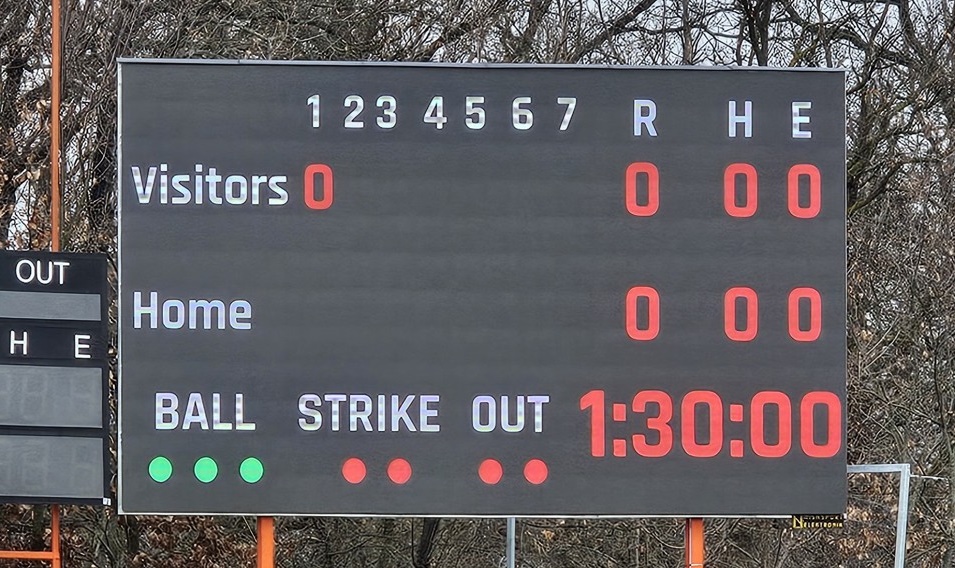 1 2 3 4 5 6 7 R H E
Visitors 0 0 0 0
Home 0 0 0
BALL STRIKE OUT 1:30:00
OUT
H E
ELEKTRONIK